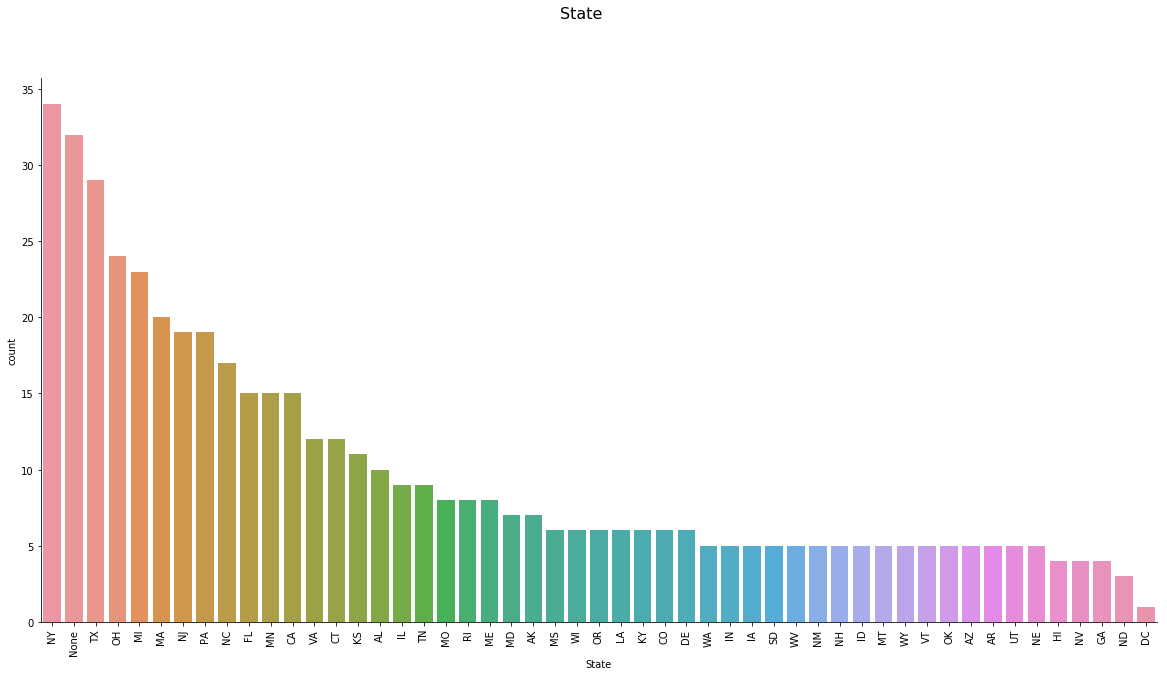 State
35
30
25
20
15
10
5
0
count
NY None TX OH MI MA NJ PA NC FL MN CA VA CT KS AL IL TN MO RI ME MD AK MS WI OR LA KY CO DE WA IN IA SD WV NM NH ID MT WY VT OK AZ AR UT NE HI NV GA ND DC
State